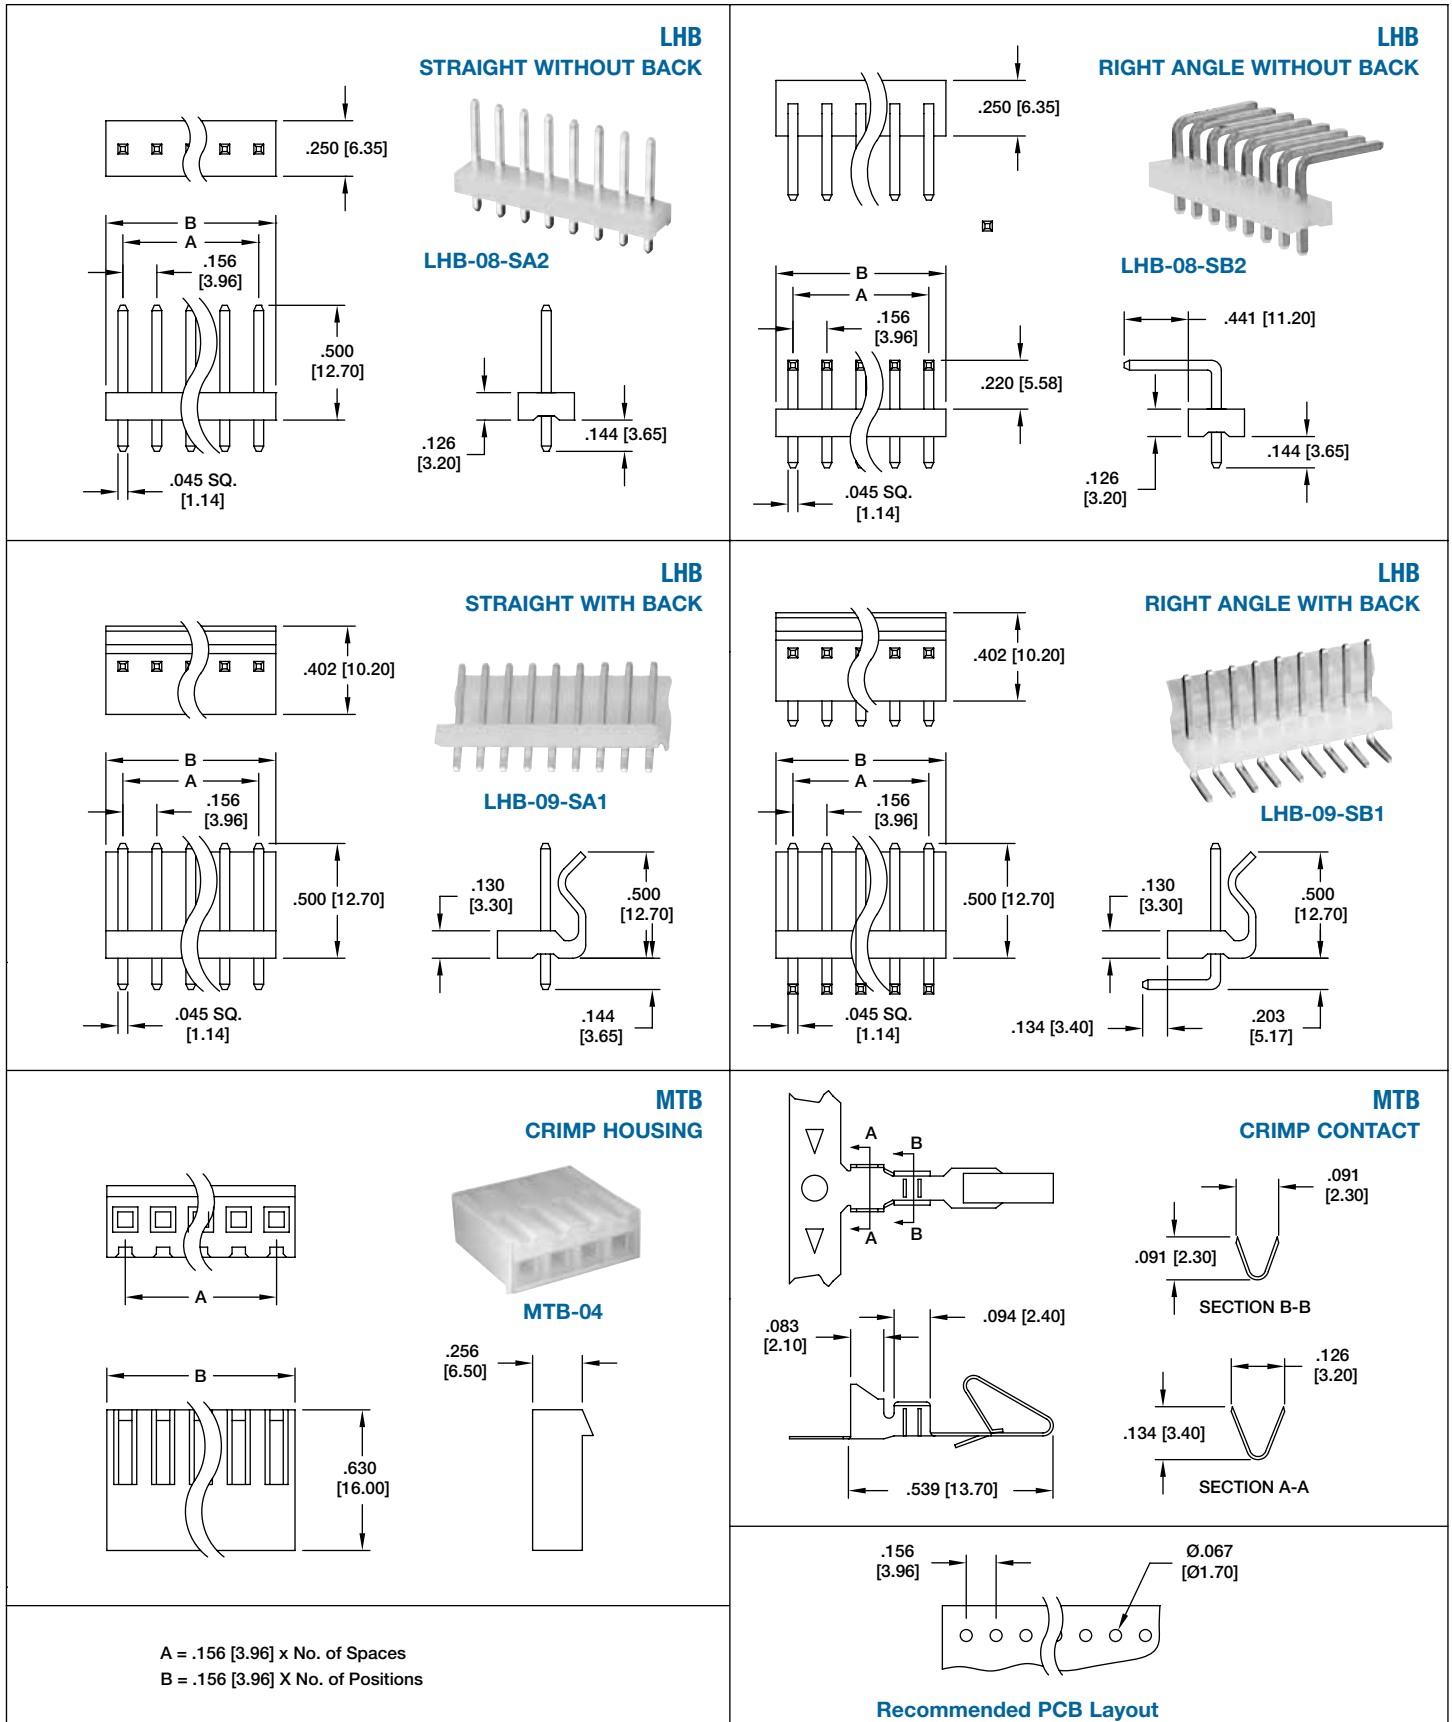 LHB
STRAIGHT WITHOUT BACK
.250 [6.35]
B
A
.156
[3.96]
LHB-08-SA2
.500
[12.70]
.126
[3.20]
.144 [3.65]
.045 SQ.
[1.14]
LHB
RIGHT ANGLE WITHOUT BACK
.250 [6.35]
B
A
.156
[3.96]
LHB-08-SB2
.441 [11.20]
.220 [5.58]
.126
[3.20]
.144 [3.65]
.045 SQ.
[1.14]
LHB
STRAIGHT WITH BACK
.402 [10.20]
B
A
.156
[3.96]
LHB-09-SA1
.500 [12.70]
.130
[3.30]
.500
[12.70]
.045 SQ.
[1.14]
.144
[3.65]
LHB
RIGHT ANGLE WITH BACK
.402 [10.20]
B
A
.156
[3.96]
LHB-09-SB1
.500 [12.70]
.130
[3.30]
.500
[12.70]
.045 SQ.
[1.14]
.134 [3.40]
.203
[5.17]
MTB
CRIMP HOUSING
A
MTB-04
B
.256
[6.50]
.630
[16.00]
MTB
CRIMP CONTACT
A
B
A
B
.091
[2.30]
.091 [2.30]
SECTION B-B
.083
[2.10]
.094 [2.40]
.126
[3.20]
.134 [3.40]
.539 [13.70]
SECTION A-A
A = .156 [3.96] x No. of Spaces
B = .156 [3.96] X No. of Positions
.156
[3.96]
Ø.067
[Ø1.70]
Recommended PCB Layout